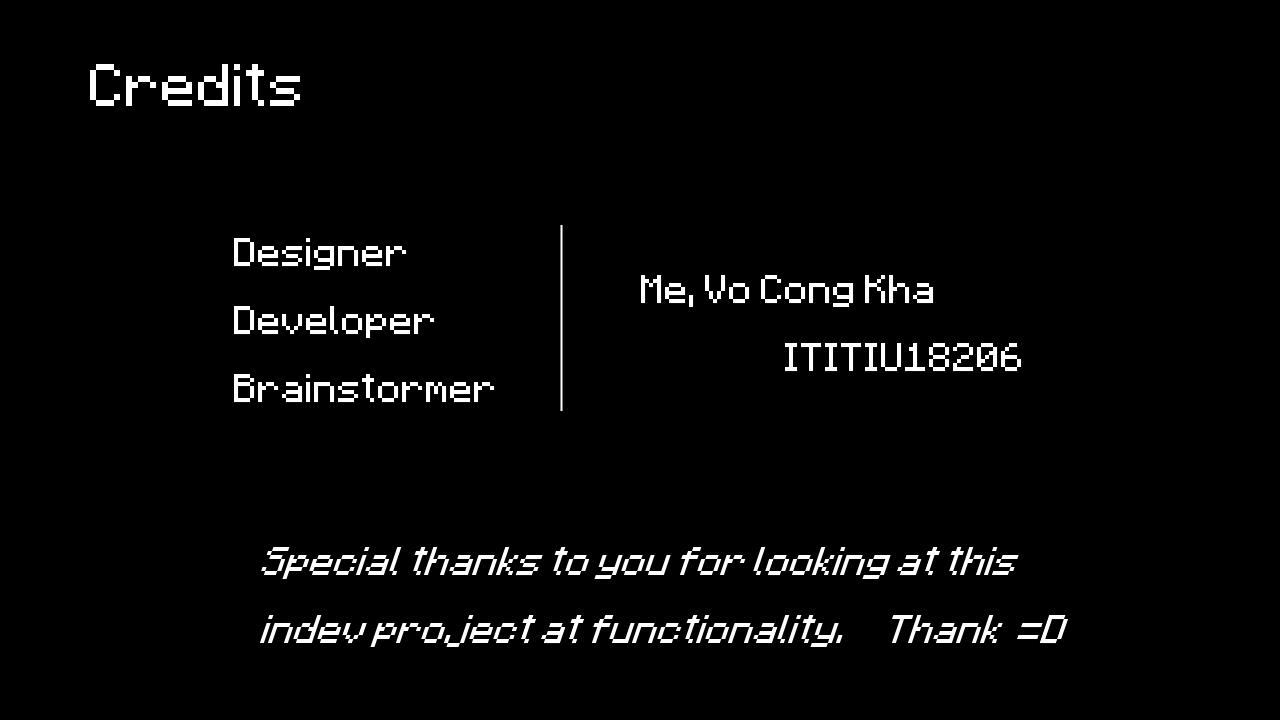 Credits
Designer
Developer
Brainstormer
Me, Vo Cong Kha
ITITIU18206
Special thanks to you for looking at this
indev project at functionality. Thank =D